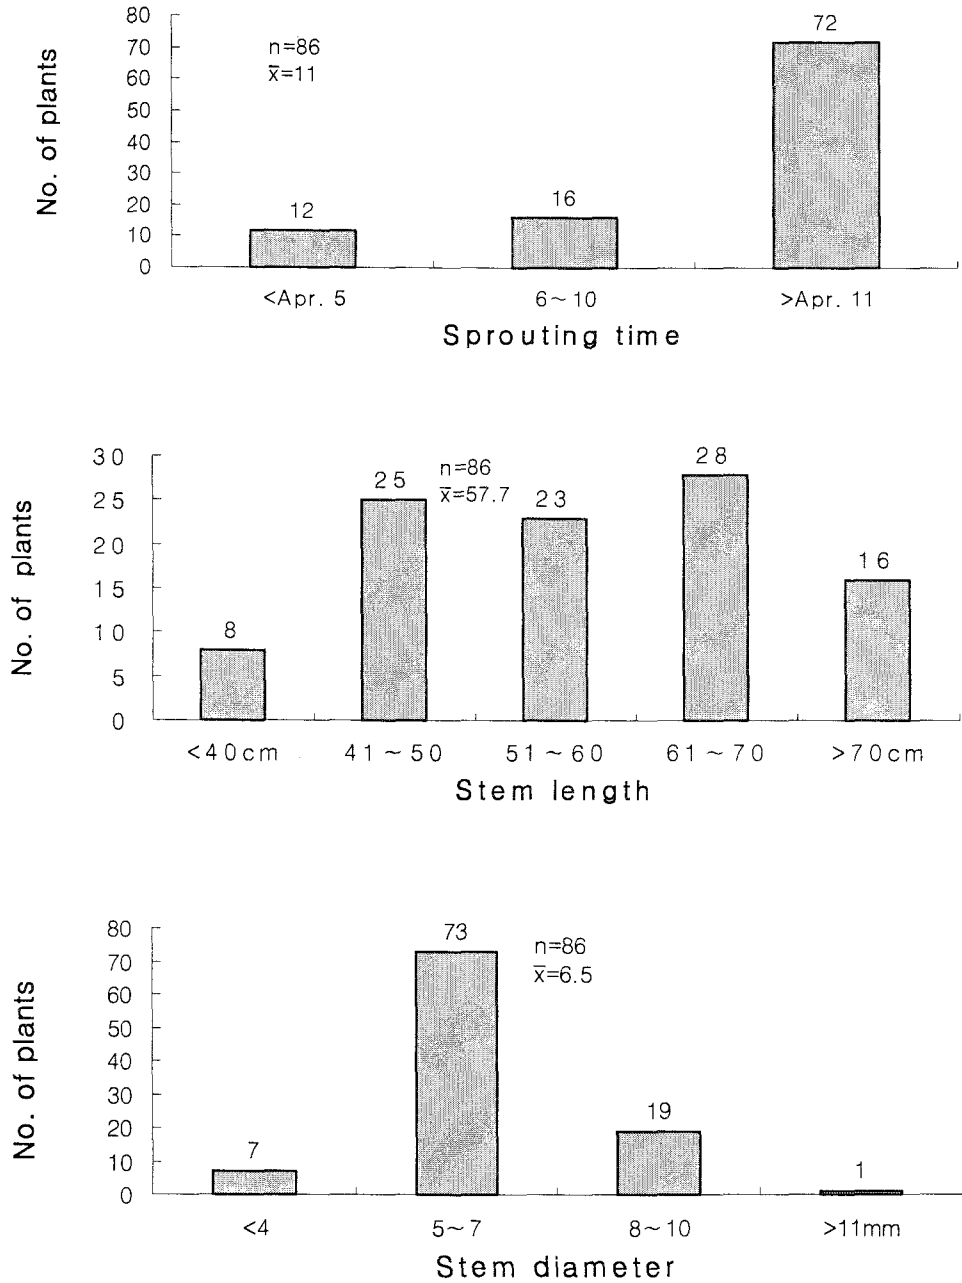 No. of plants
80
70
60
50
40
30
20
10
0
n=86
x̄=11
12
16
72
<Apr. 5
6~10
>Apr. 11
Sprouting time
No. of plants
30
25
20
15
10
5
0
n=86
x̄=57.7
8
25
23
28
16
<40cm
41~50
51~60
61~70
>70cm
Stem length
No. of plants
80
70
60
50
40
30
20
10
0
n=86
x̄=6.5
7
73
19
1
<4
5~7
8~10
>11mm
Stem diameter